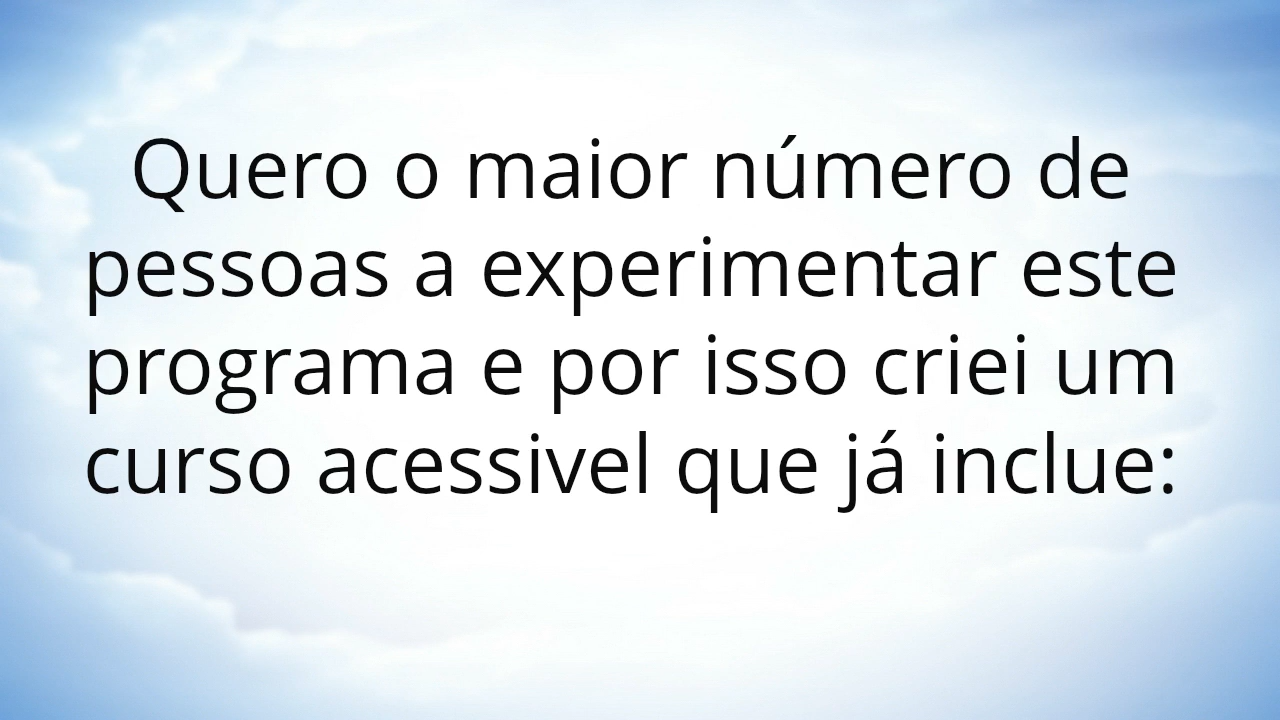 Quero o maior número de
pessoas a experimentar este
programa e por isso criei um
curso acessivel que já inclue: